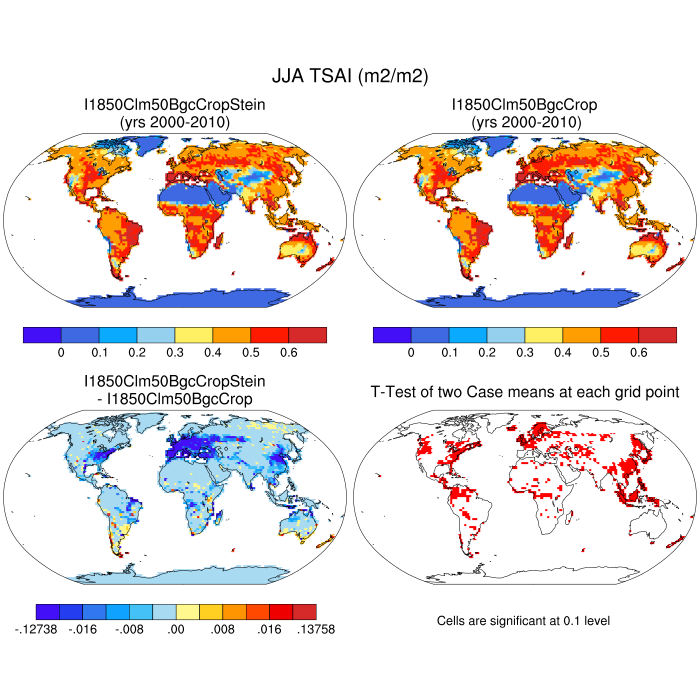 JJA TSAI (m2/m2)
I1850Clm50BgcCropStein
(yrs 2000-2010)
I1850Clm50BgcCrop
(yrs 2000-2010)
0 0.1 0.2 0.3 0.4 0.5 0.6
0 0.1 0.2 0.3 0.4 0.5 0.6
I1850Clm50BgcCropStein
- I1850Clm50BgcCrop
T-Test of two Case means at each grid point
-.12738 -.016 -.008 .00 .008 .016 .13758
Cells are significant at 0.1 level